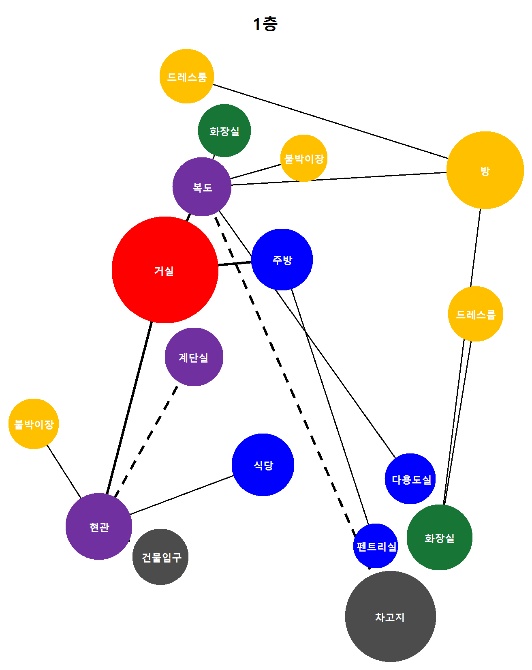 1층
드레스룸
화장실
붙박이장
방
복도
주방
거실
드레스룸
계단실
붙박이장
식당
다용도실
현관
화장실
펜트리실
건물입구
차고지